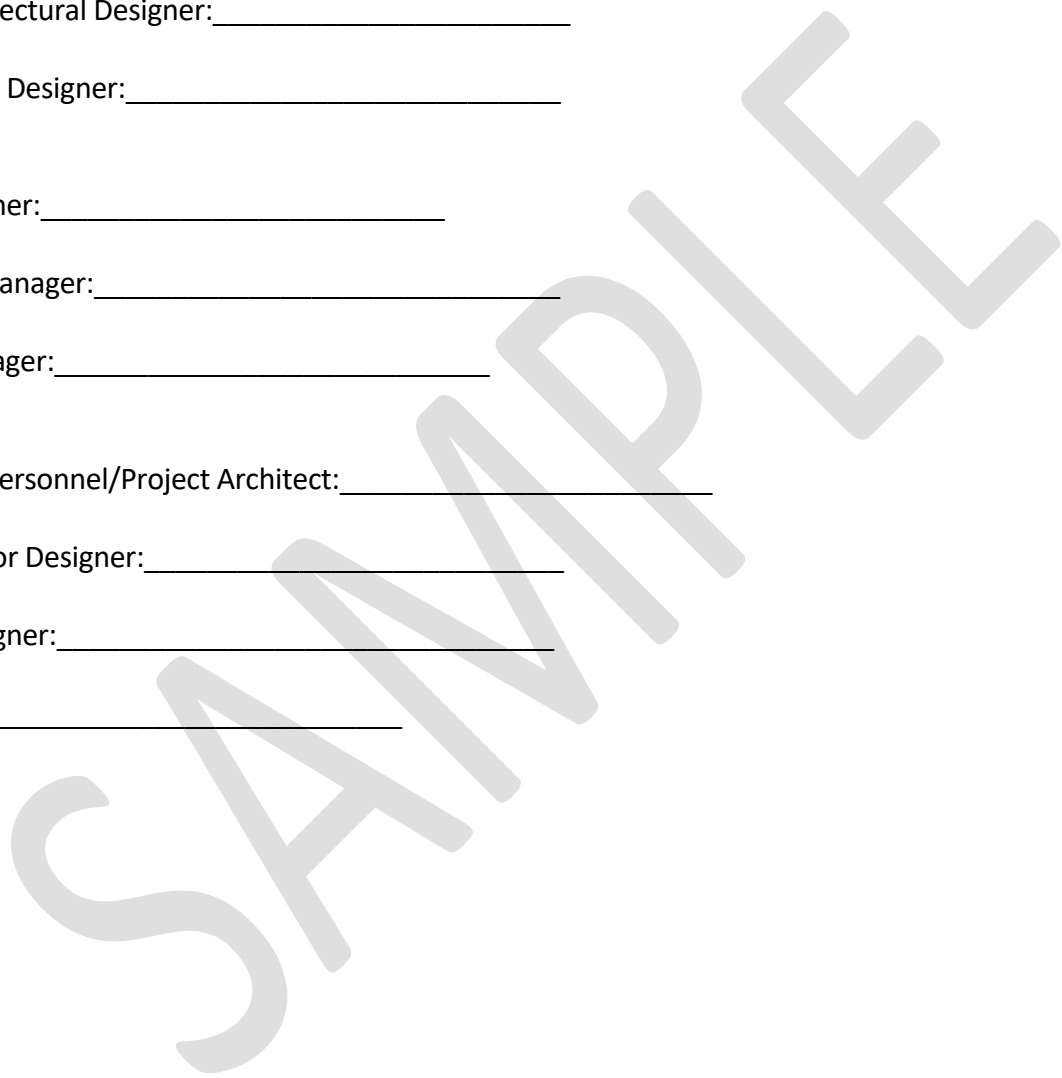 ectural Designer:_______________________
Designer:____________________________
ner:__________________________
anager:______________________________
ager:____________________________
ersonnel/Project Architect:________________________
or Designer:___________________________
gner:________________________________
__________________________
SAMPLE